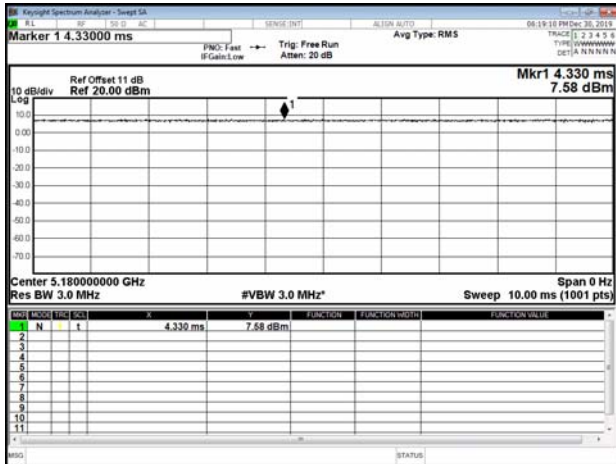 Keysight Spectrum Analyzer - Swept SA
RL RF 50 Ω AC SENSE:INT ALIGN AUTO 06:19:10 PM Dec 30, 2019
Marker 1 4.33000 ms
PNO: Fast Trig: Free Run Avg Type: RMS TRACE 1 2 3 4 5 6
IFGain:Low Atten: 20 dB TYPE
DET A N N N N N
Mkr1 4.330 ms
7.58 dBm
Ref Offset 11 dB
10 dB/div Ref 20.00 dBm
Log
1
10.0
0.00
-10.0
-20.0
-30.0
-40.0
-50.0
-60.0
-70.0
Center 5.180000000 GHz Span 0 Hz
Res BW 3.0 MHz #VBW 3.0 MHz* Sweep 10.00 ms (1001 pts)
MKR MODE TRC SCL X Y FUNCTION FUNCTION WIDTH FUNCTION VALUE
1 N t 4.330 ms 7.58 dBm
2
3
4
5
6
7
8
9
10
11
MSG STATUS